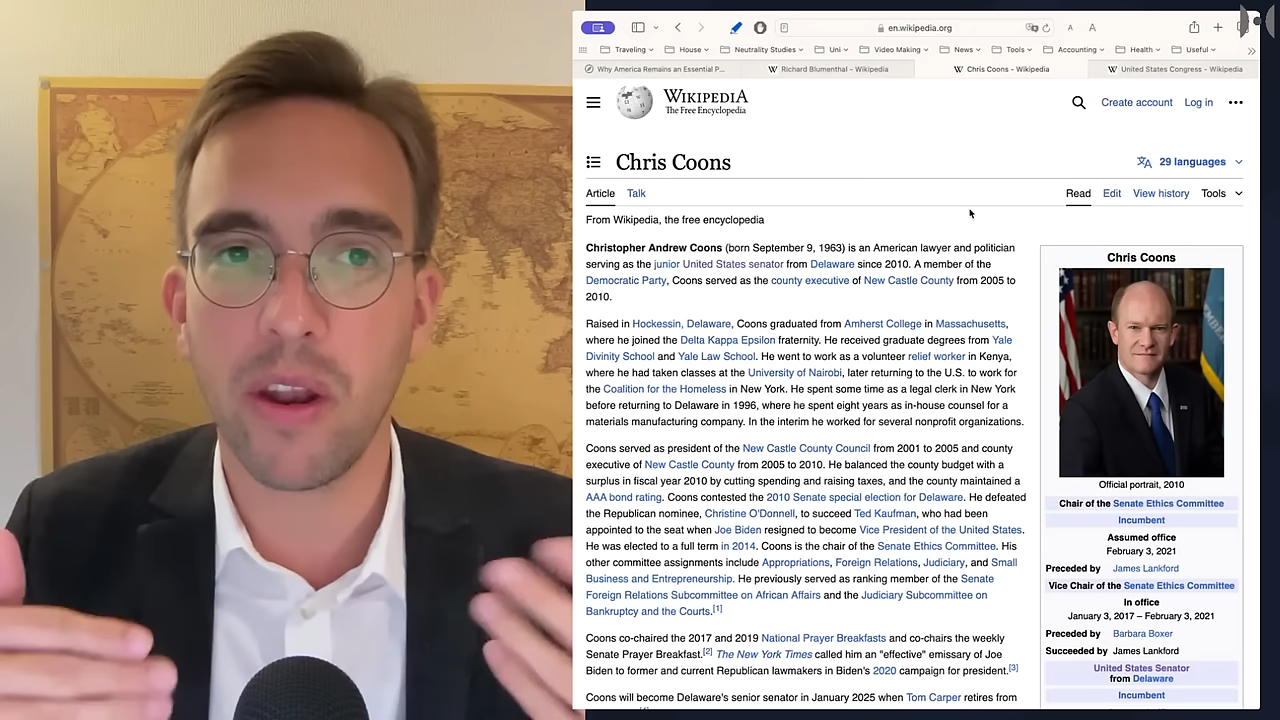 en.wikipedia.org
A
A
Traveling
House
Neutrality Studies
Uni
Video Making
News
Tools
Accounting
Health
Useful
Why America Remains an Essential P...
Richard Blumenthal – Wikipedia
Chris Coons – Wikipedia
United States Congress – Wikipedia
WIKIPEDIA
The Free Encyclopedia
Create account
Log in
Chris Coons
29 languages
Article
Talk
Read
Edit
View history
Tools
From Wikipedia, the free encyclopedia
Christopher Andrew Coons (born September 9, 1963) is an American lawyer and politician
serving as the junior United States senator from Delaware since 2010. A member of the
Democratic Party, Coons served as the county executive of New Castle County from 2005 to
2010.
Raised in Hockessin, Delaware, Coons graduated from Amherst College in Massachusetts,
where he joined the Delta Kappa Epsilon fraternity. He received graduate degrees from Yale
Divinity School and Yale Law School. He went to work as a volunteer relief worker in Kenya,
where he had taken classes at the University of Nairobi, later returning to the U.S. to work for
the Coalition for the Homeless in New York. He spent some time as a legal clerk in New York
before returning to Delaware in 1996, where he spent eight years as in-house counsel for a
materials manufacturing company. In the interim he worked for several nonprofit organizations.
Coons served as president of the New Castle County Council from 2001 to 2005 and county
executive of New Castle County from 2005 to 2010. He balanced the county budget with a
surplus in fiscal year 2010 by cutting spending and raising taxes, and the county maintained a
AAA bond rating. Coons contested the 2010 Senate special election for Delaware. He defeated
the Republican nominee, Christine O'Donnell, to succeed Ted Kaufman, who had been
appointed to the seat when Joe Biden resigned to become Vice President of the United States.
He was elected to a full term in 2014. Coons is the chair of the Senate Ethics Committee. His
other committee assignments include Appropriations, Foreign Relations, Judiciary, and Small
Business and Entrepreneurship. He previously served as ranking member of the Senate
Foreign Relations Subcommittee on African Affairs and the Judiciary Subcommittee on
Bankruptcy and the Courts.[1]
Coons co-chaired the 2017 and 2019 National Prayer Breakfasts and co-chairs the weekly
Senate Prayer Breakfast.[2] The New York Times called him an "effective" emissary of Joe
Biden to former and current Republican lawmakers in Biden's 2020 campaign for president.[3]
Coons will become Delaware's senior senator in January 2025 when Tom Carper retires from
Chris Coons
Official portrait, 2010
Chair of the Senate Ethics Committee
Incumbent
Assumed office
February 3, 2021
Preceded by James Lankford
Vice Chair of the Senate Ethics Committee
In office
January 3, 2017 – February 3, 2021
Preceded by Barbara Boxer
Succeeded by James Lankford
United States Senator
from Delaware
Incumbent